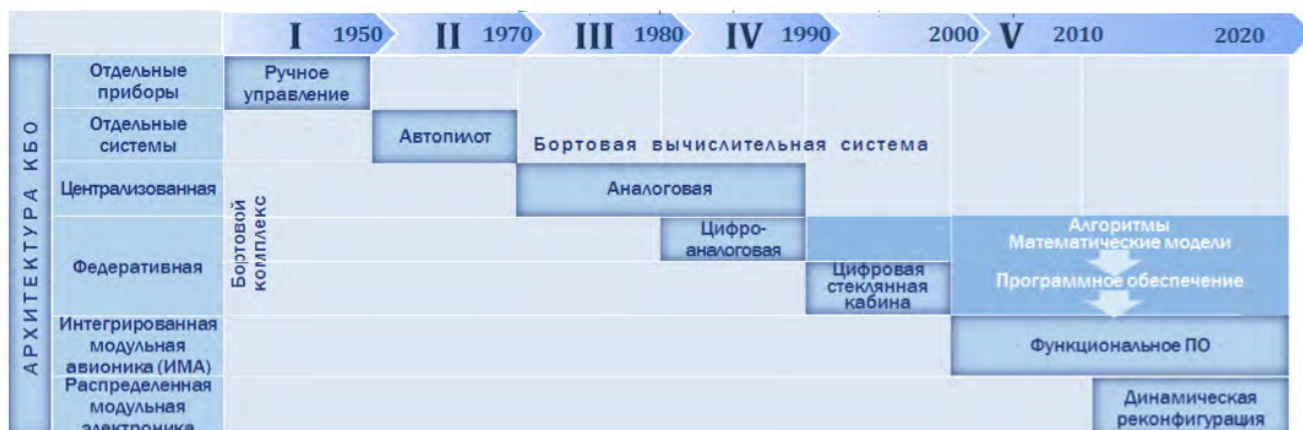 I 1950 II 1970 III 1980 IV 1990 2000 V 2010 2020
АРХИТЕКТУРА КБО
Отдельные
приборы
Ручное
управление
Отдельные
системы
Автопилот
Бортовая вычислительная система
Централизованная
Аналоговая
Бортовой
комплекс
Федеративная
Цифро-
аналоговая
Цифровая
стеклянная
кабина
Алгоритмы
Математические модели
Программное обеспечение
Интегрированная
модульная
авионика (ИМА)
Функциональное ПО
Распределенная
модульная
электроника
Динамическая
реконфигурация